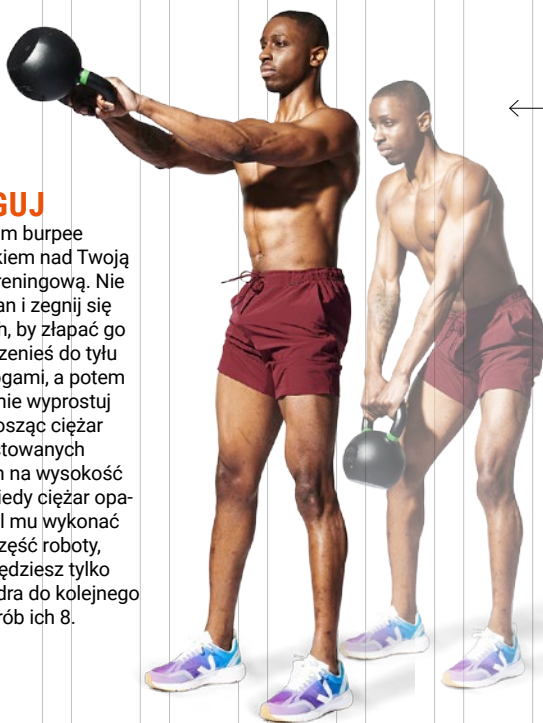 GUJ
m burpee
kiem nad Twoją
reningową. Nie
an i zegnij się
h, by złapać go
zenieś do tyłu
ogami, a potem
nie wyprostuj
osząc ciężar
stowanych
h na wysokość
iedy ciężar opa-
l mu wykonać
zęść roboty,
ędziesz tylko
dra do kolejnego
rób ich 8.